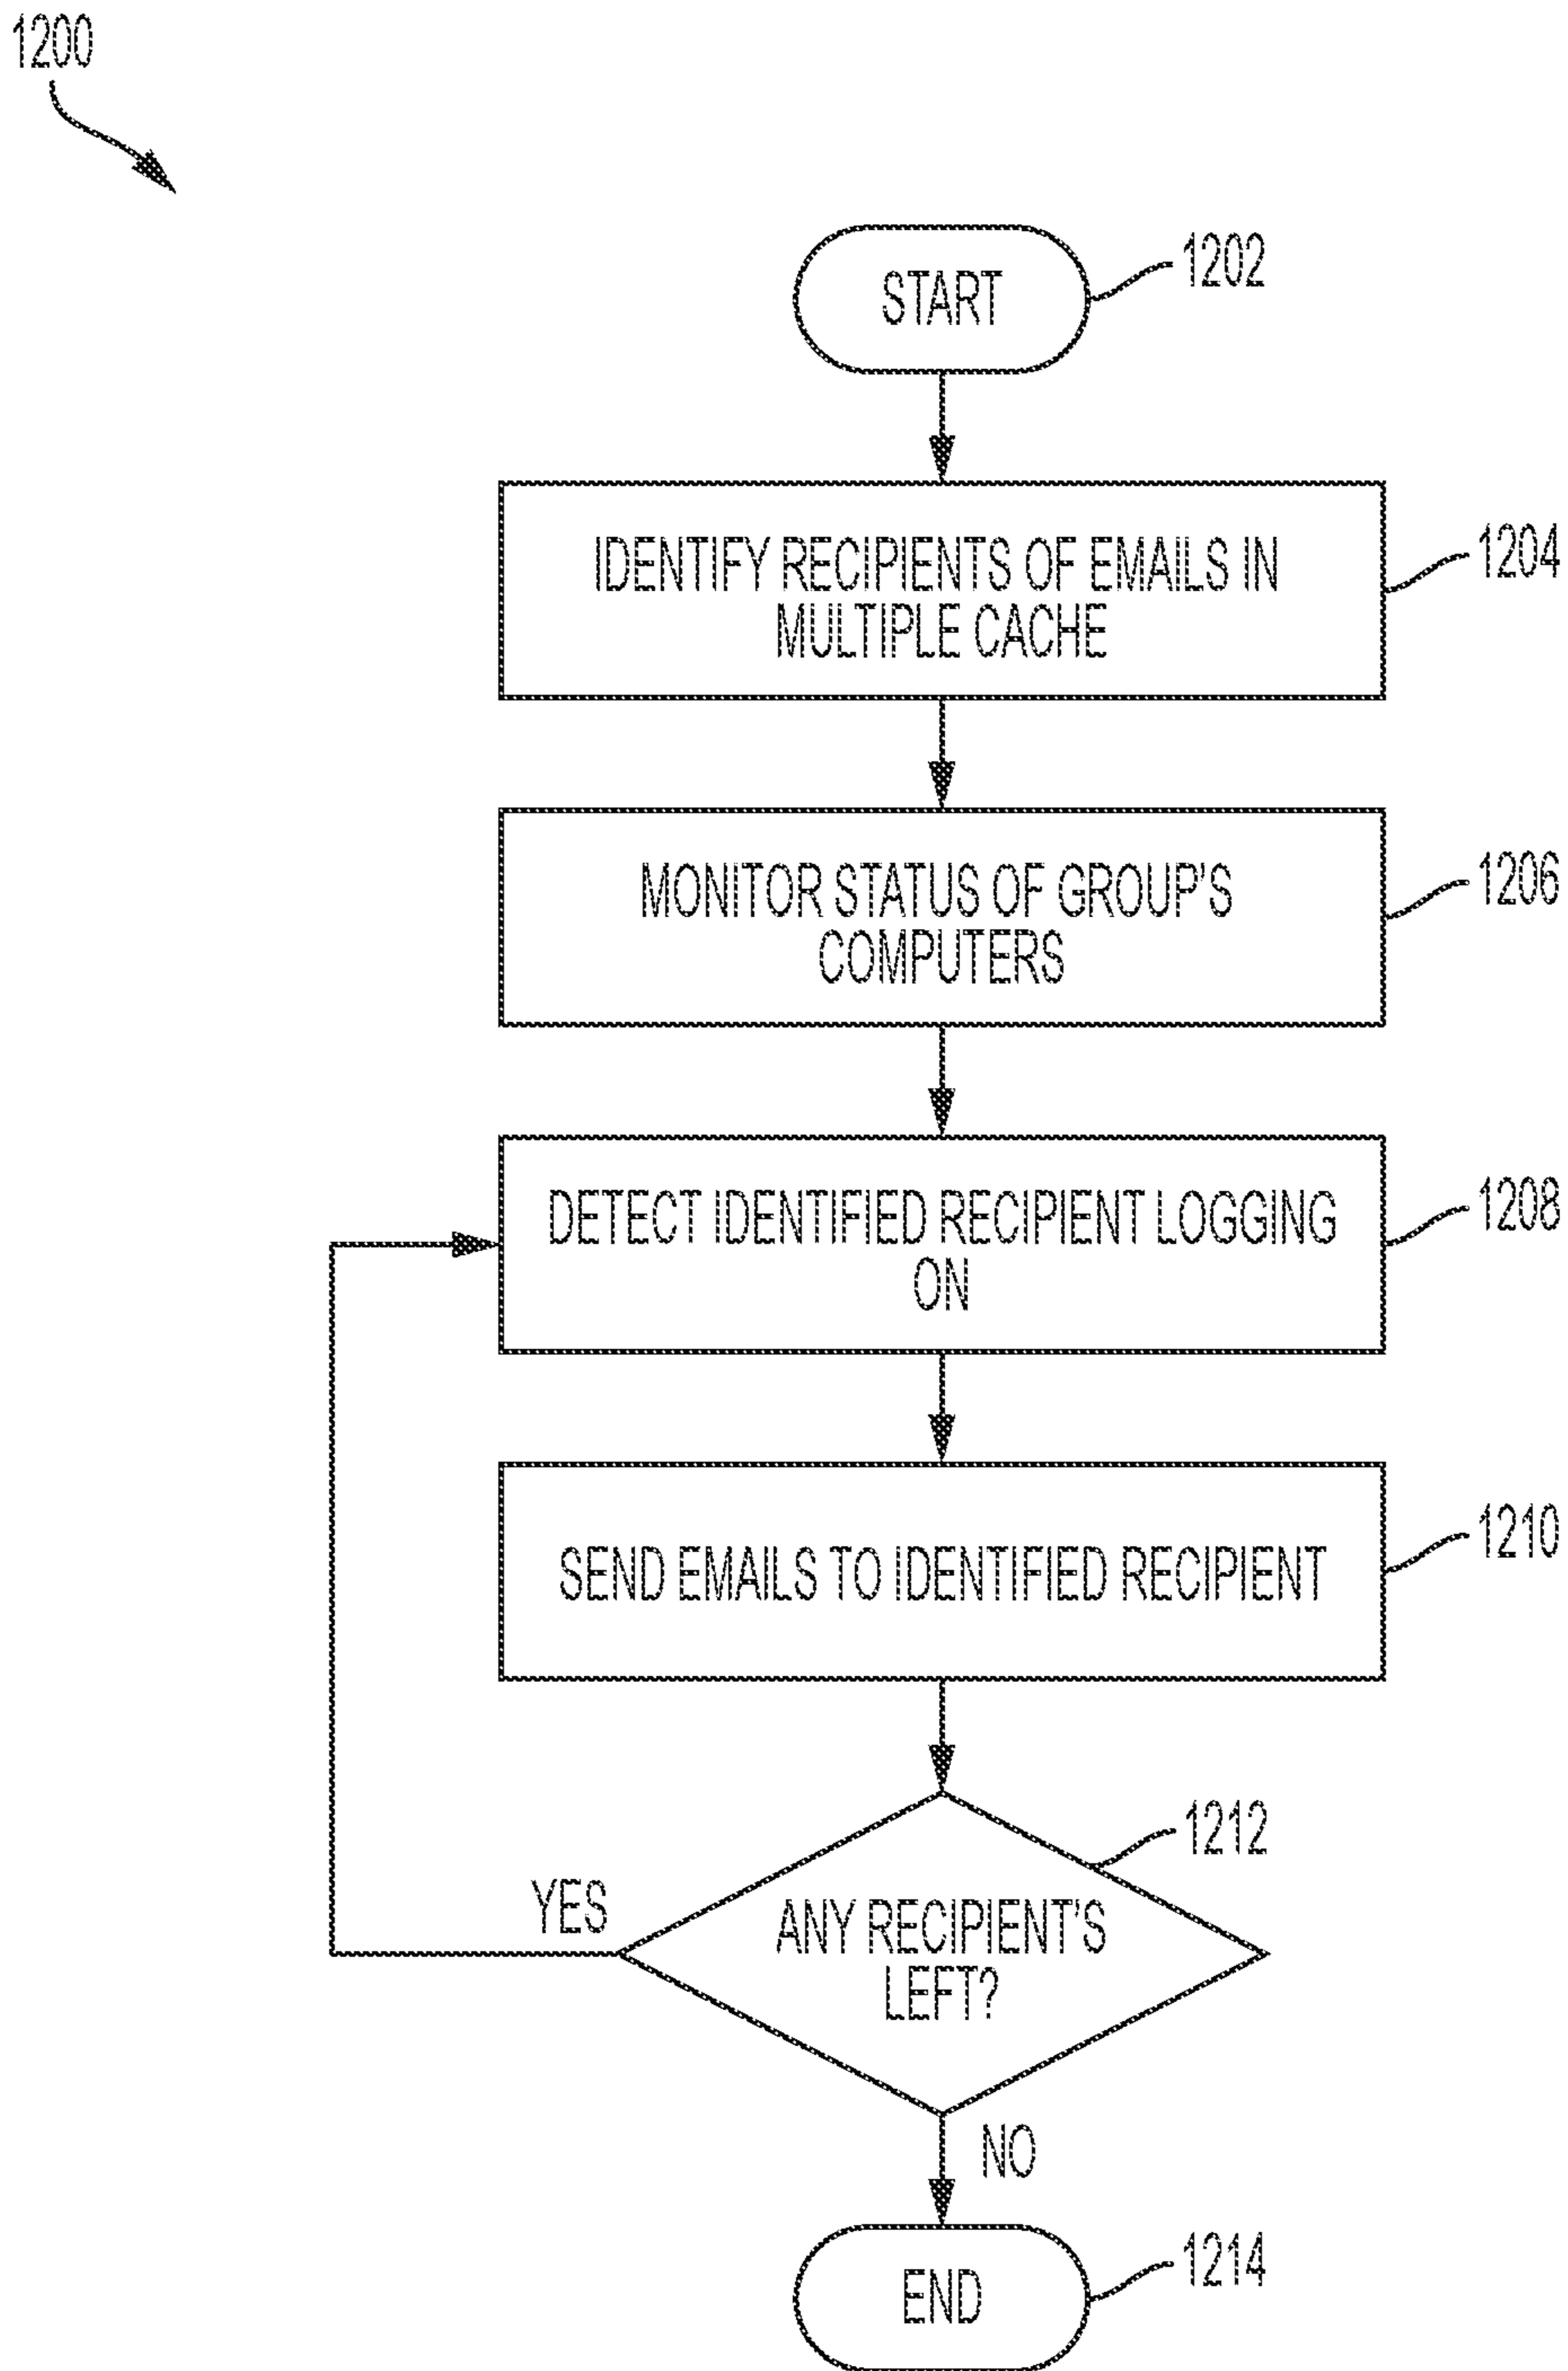 1200
START
1202
IDENTIFY RECIPIENTS OF EMAILS IN
MULTIPLE CACHE
1204
MONITOR STATUS OF GROUP'S
COMPUTERS
1206
DETECT IDENTIFIED RECIPIENT LOGGING
ON
1208
SEND EMAILS TO IDENTIFIED RECIPIENT
1210
1212
YES
ANY RECIPIENT'S
LEFT?
NO
END
1214